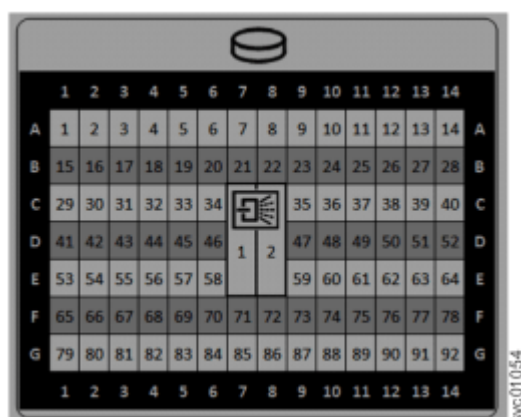 1 2 3 4 5 6 7 8 9 10 11 12 13 14
A 1 2 3 4 5 6 7 8 9 10 11 12 13 14 A
B 15 16 17 18 19 20 21 22 23 24 25 26 27 28 B
C 29 30 31 32 33 34 35 36 37 38 39 40 C
D 41 42 43 44 45 46 1 2 47 48 49 50 51 52 D
E 53 54 55 56 57 58 59 60 61 62 63 64 E
F 65 66 67 68 69 70 71 72 73 74 75 76 77 78 F
G 79 80 81 82 83 84 85 86 87 88 89 90 91 92 G
1 2 3 4 5 6 7 8 9 10 11 12 13 14